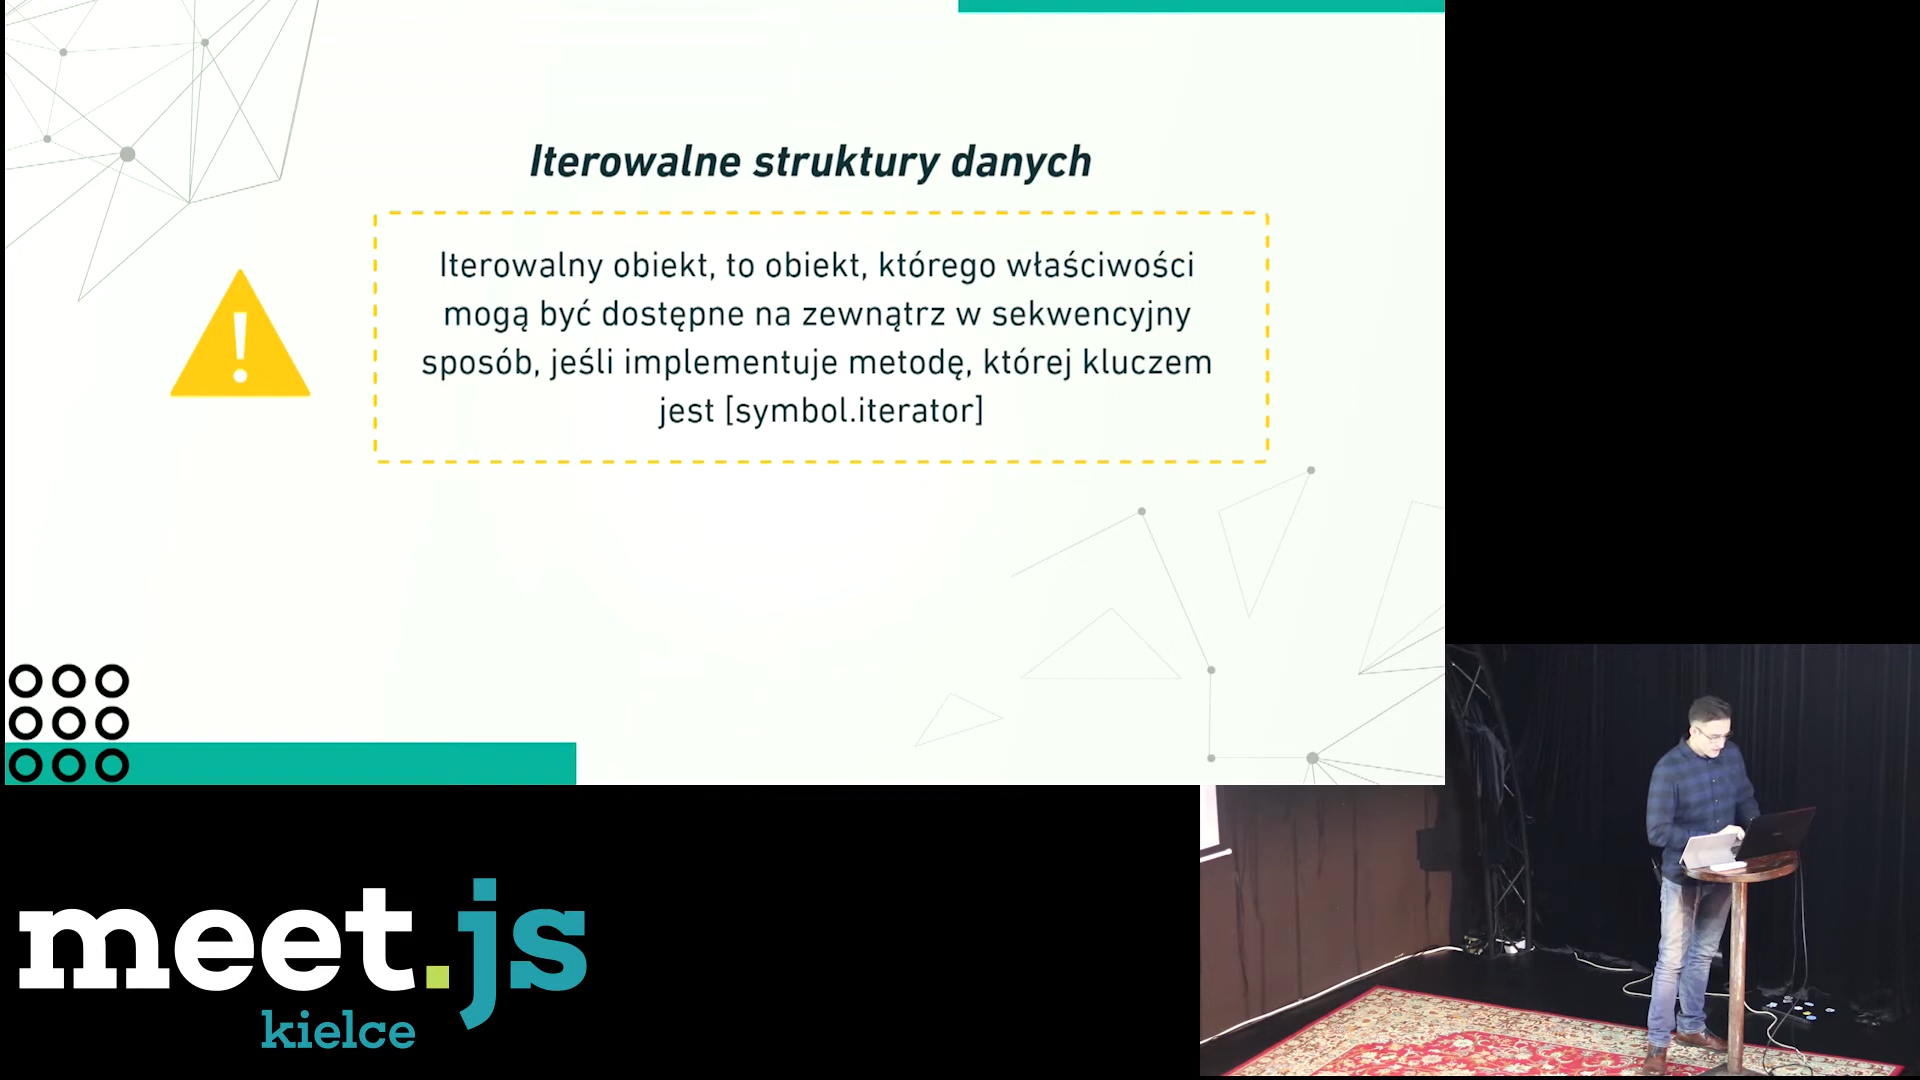 Iterowalne struktury danych
Iterowalny obiekt, to obiekt, którego właściwości
mogą być dostępne na zewnątrz w sekwencyjny
sposób, jeśli implementuje metodę, której kluczem
jest [symbol.iterator]
!
meet.js
kielce